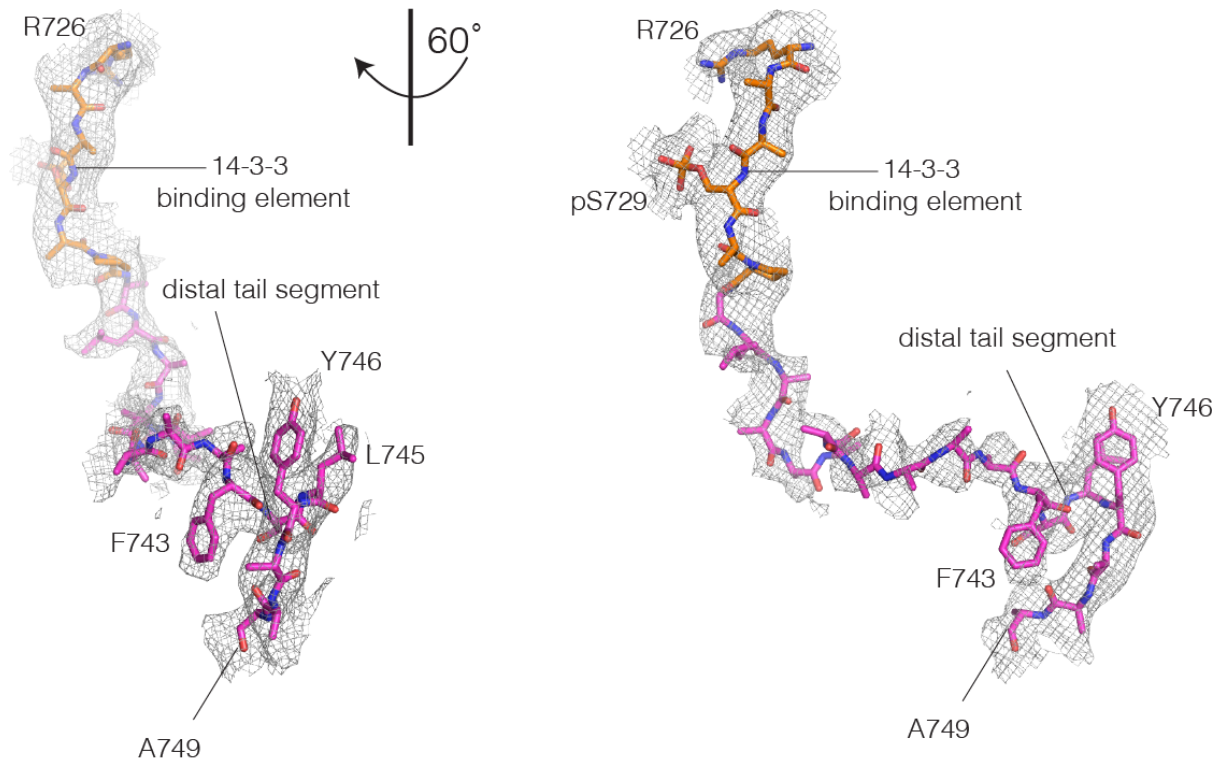 R726
60°
14-3-3
binding element
distal tail segment
Y746
L745
F743
A749
R726
14-3-3
binding element
pS729
distal tail segment
Y746
F743
A749